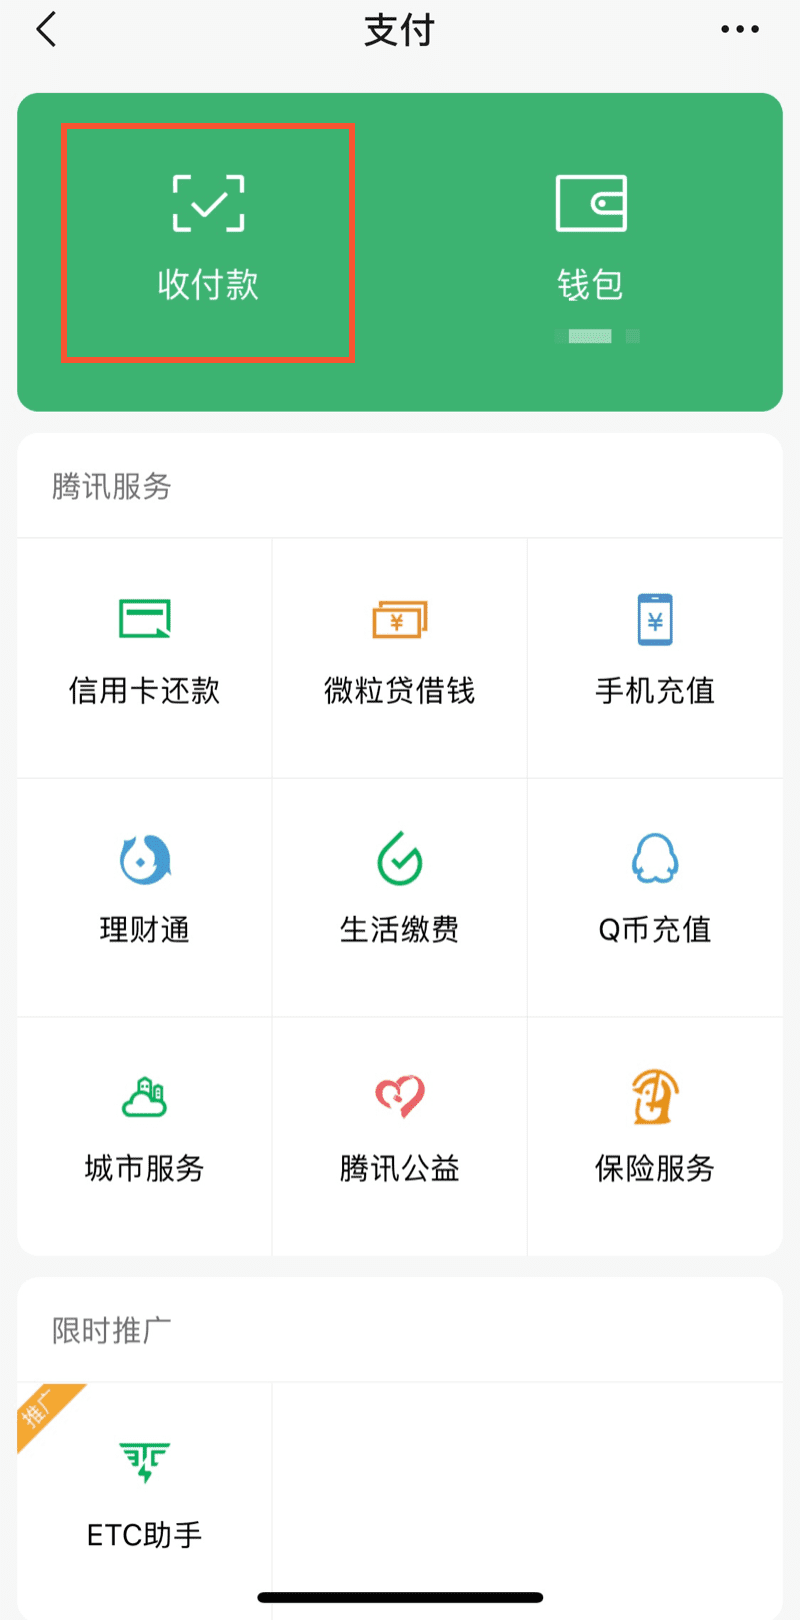 支付
收付款
钱包
腾讯服务
信用卡还款
微粒贷借钱
手机充值
理财通
生活缴费
Q币充值
城市服务
腾讯公益
保险服务
限时推广
推广
ETC助手